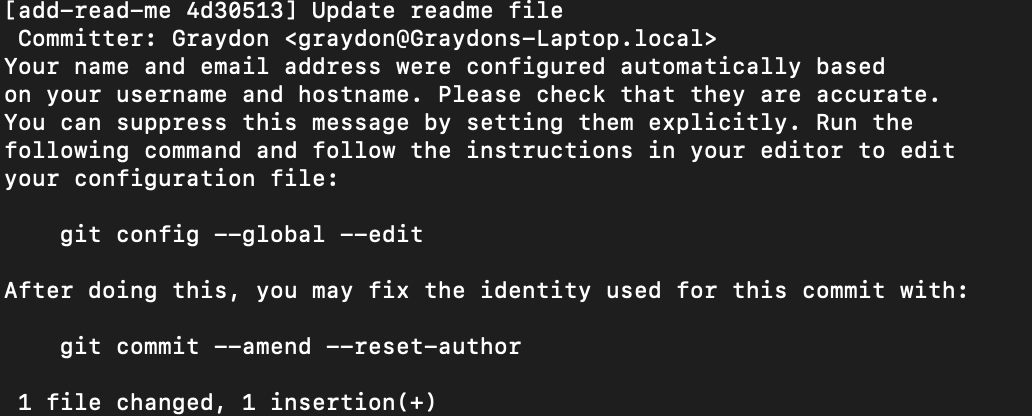 [add-read-me 4d30513] Update readme file
 Committer: Graydon <graydon@Graydons-Laptop.local>
Your name and email address were configured automatically based
on your username and hostname. Please check that they are accurate.
You can suppress this message by setting them explicitly. Run the
following command and follow the instructions in your editor to edit
your configuration file:

    git config --global --edit

After doing this, you may fix the identity used for this commit with:

    git commit --amend --reset-author

 1 file changed, 1 insertion(+)